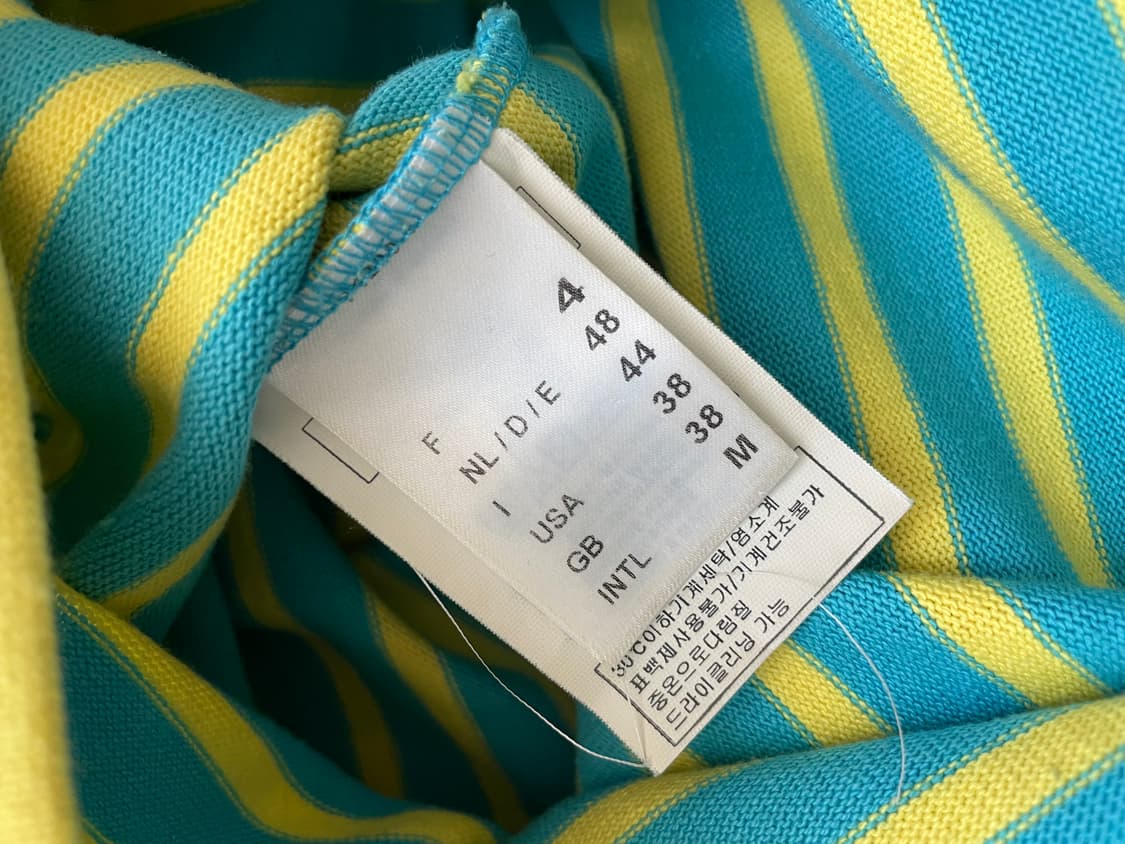 F 4
NL / D / E 48
I 44
USA 38
GB 38
INTL M
30℃이하기계세탁/염소계
표백제사용불가/기계건조불가
중온으로다림질
드라이클리닝 가능